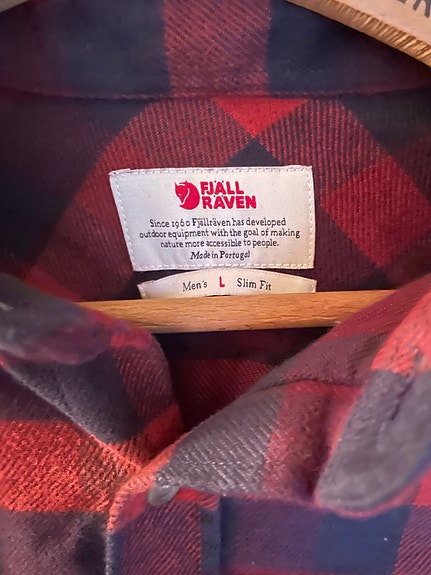 FJÄLL
RÄVEN
Since 1960 Fjällräven has developed
outdoor equipment with the goal of making
nature more accessible to people.
Made in Portugal
Men's L Slim Fit